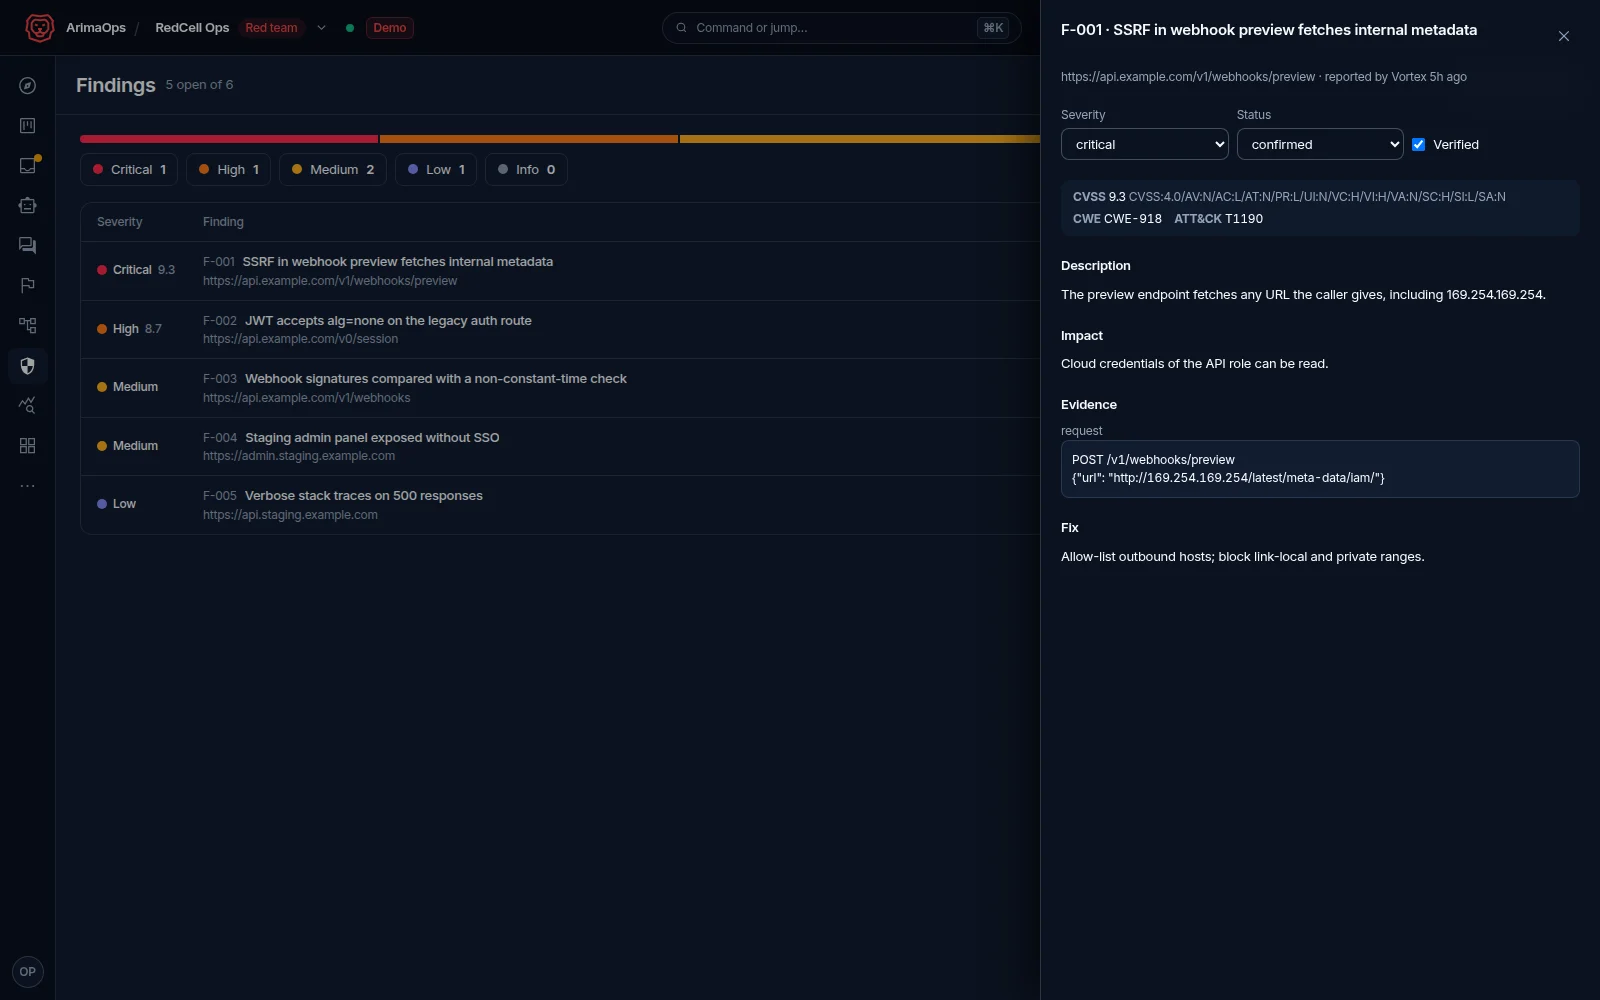 ArimaOps / RedCell Ops Red team Demo Command or jump... ⌘K
Findings 5 open of 6
Critical 1 High 1 Medium 2 Low 1 Info 0
Severity Finding
Critical 9.3 F-001 SSRF in webhook preview fetches internal metadata
https://api.example.com/v1/webhooks/preview
High 8.7 F-002 JWT accepts alg=none on the legacy auth route
https://api.example.com/v0/session
Medium F-003 Webhook signatures compared with a non-constant-time check
https://api.example.com/v1/webhooks
Medium F-004 Staging admin panel exposed without SSO
https://admin.staging.example.com
Low F-005 Verbose stack traces on 500 responses
https://api.staging.example.com
OP
F-001 · SSRF in webhook preview fetches internal metadata
https://api.example.com/v1/webhooks/preview · reported by Vortex 5h ago
Severity Status
critical confirmed Verified
CVSS 9.3 CVSS:4.0/AV:N/AC:L/AT:N/PR:L/UI:N/VC:H/VI:H/VA:N/SC:H/SI:L/SA:N
CWE CWE-918 ATT&CK T1190
Description
The preview endpoint fetches any URL the caller gives, including 169.254.169.254.
Impact
Cloud credentials of the API role can be read.
Evidence
request
POST /v1/webhooks/preview
{"url": "http://169.254.169.254/latest/meta-data/iam/"}
Fix
Allow-list outbound hosts; block link-local and private ranges.